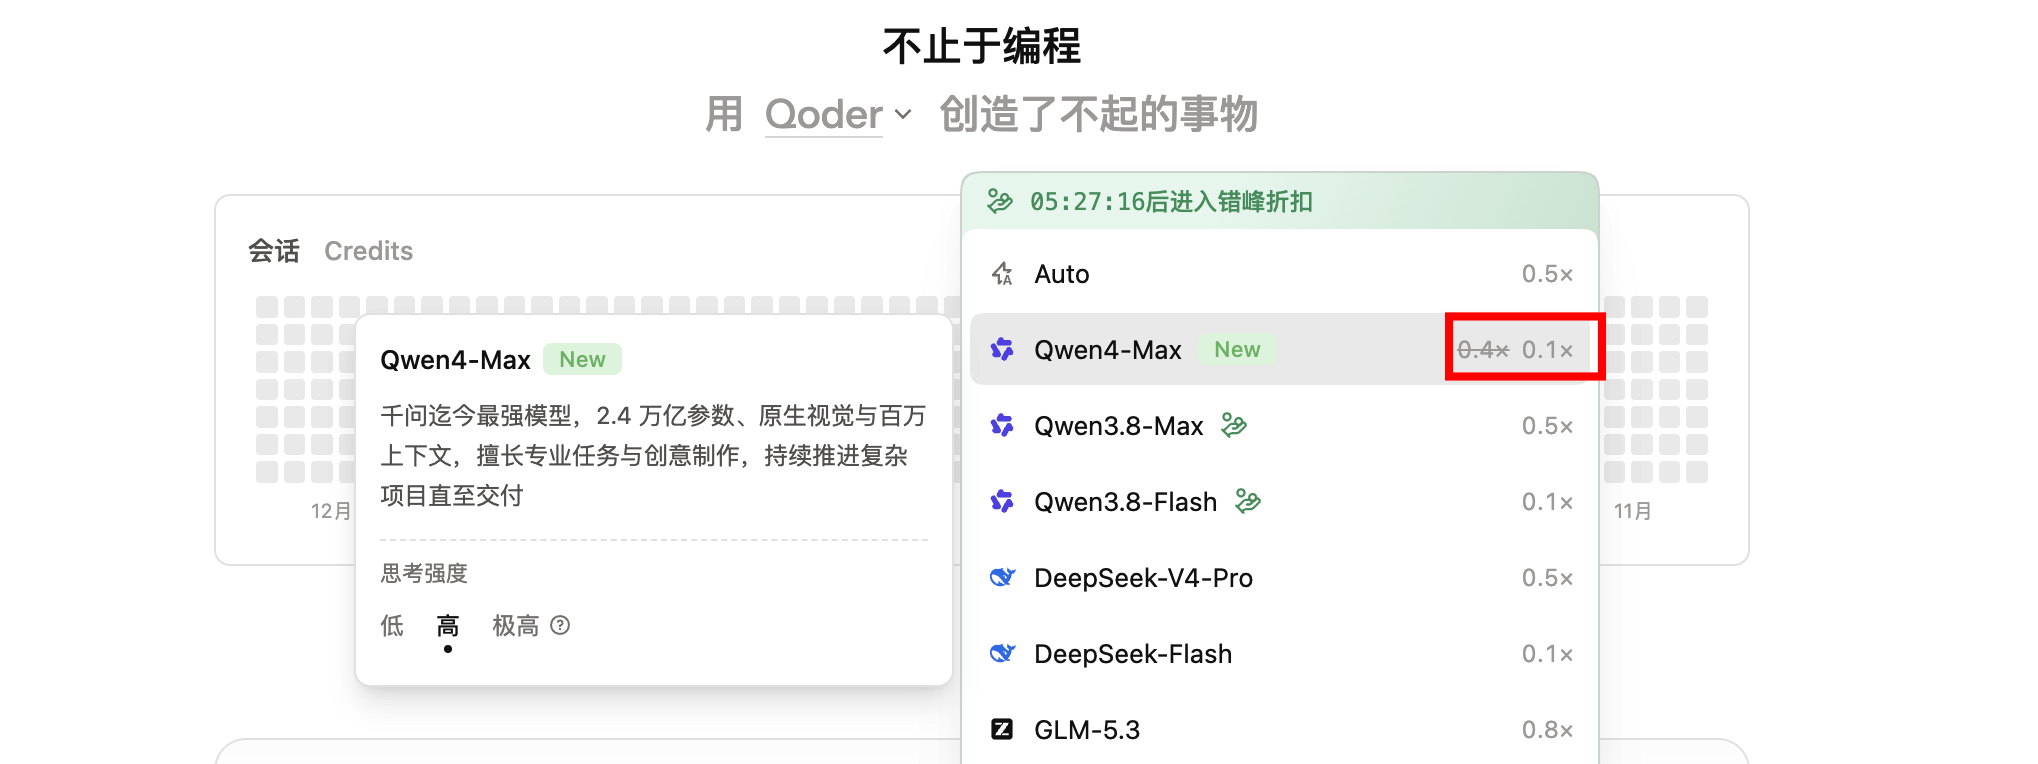 不止于编程
用 Qoder 创造了不起的事物
会话 Credits
12月
11月
Qwen4-Max New
千问迄今最强模型，2.4 万亿参数、原生视觉与百万
上下文，擅长专业任务与创意制作，持续推进复杂
项目直至交付
思考强度
低 高 极高
05:27:16后进入错峰折扣
Auto 0.5×
Qwen4-Max New 0.4× 0.1×
Qwen3.8-Max 0.5×
Qwen3.8-Flash 0.1×
DeepSeek-V4-Pro 0.5×
DeepSeek-Flash 0.1×
GLM-5.3 0.8×